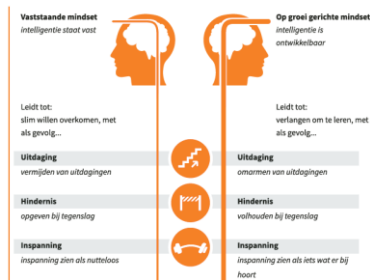 Vaststaande mindset
intelligentie staat vast
Leidt tot:
slim willen overkomen, met
als gevolg...
Uitdaging
vermijden van uitdagingen
Hindernis
opgeven bij tegenslag
Inspanning
inspanning zien als nutteloos
Op groei gerichte mindset
intelligentie is
ontwikkelbaar
Leidt tot:
verlangen om te leren, met
als gevolg...
Uitdaging
omarmen van uitdagingen
Hindernis
volhouden bij tegenslag
Inspanning
inspanning zien als iets wat er bij
hoort